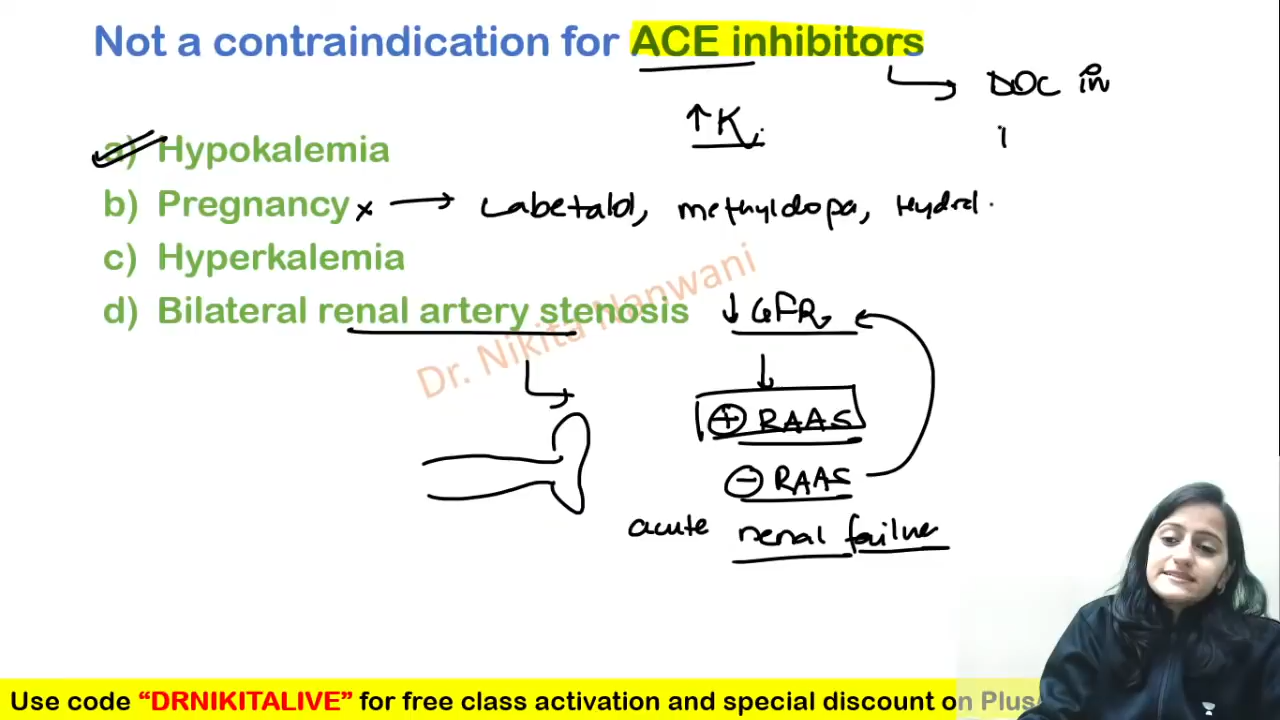 Not a contraindication for ACE inhibitors
DOC in
↑K
a) Hypokalemia
b) Pregnancy x → Labetalol, methyldopa, Hydral
c) Hyperkalemia
d) Bilateral renal artery stenosis ↓ GFR
Dr. Nikita Nanwani
⊕ RAAS
⊖ RAAS
acute renal failure
Use code “DRNIKITALIVE” for free class activation and special discount on Plus